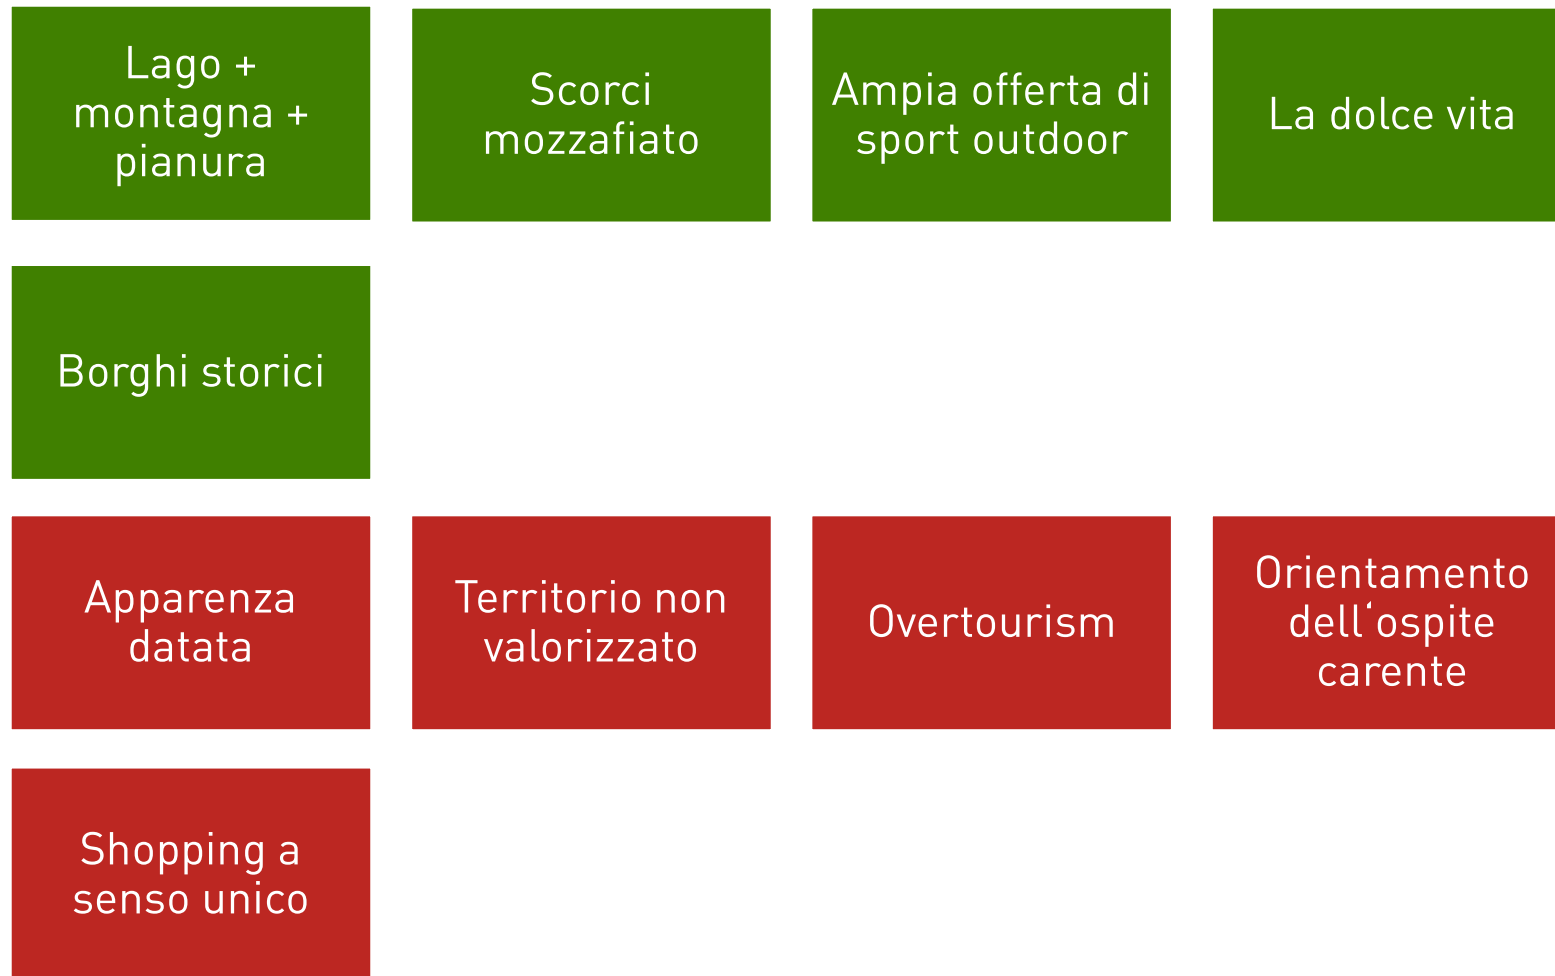 Lago +
montagna +
pianura
Scorci
mozzafiato
Ampia offerta di
sport outdoor
La dolce vita
Borghi storici
Apparenza
datata
Territorio non
valorizzato
Overtourism
Orientamento
dell‘ospite
carente
Shopping a
senso unico